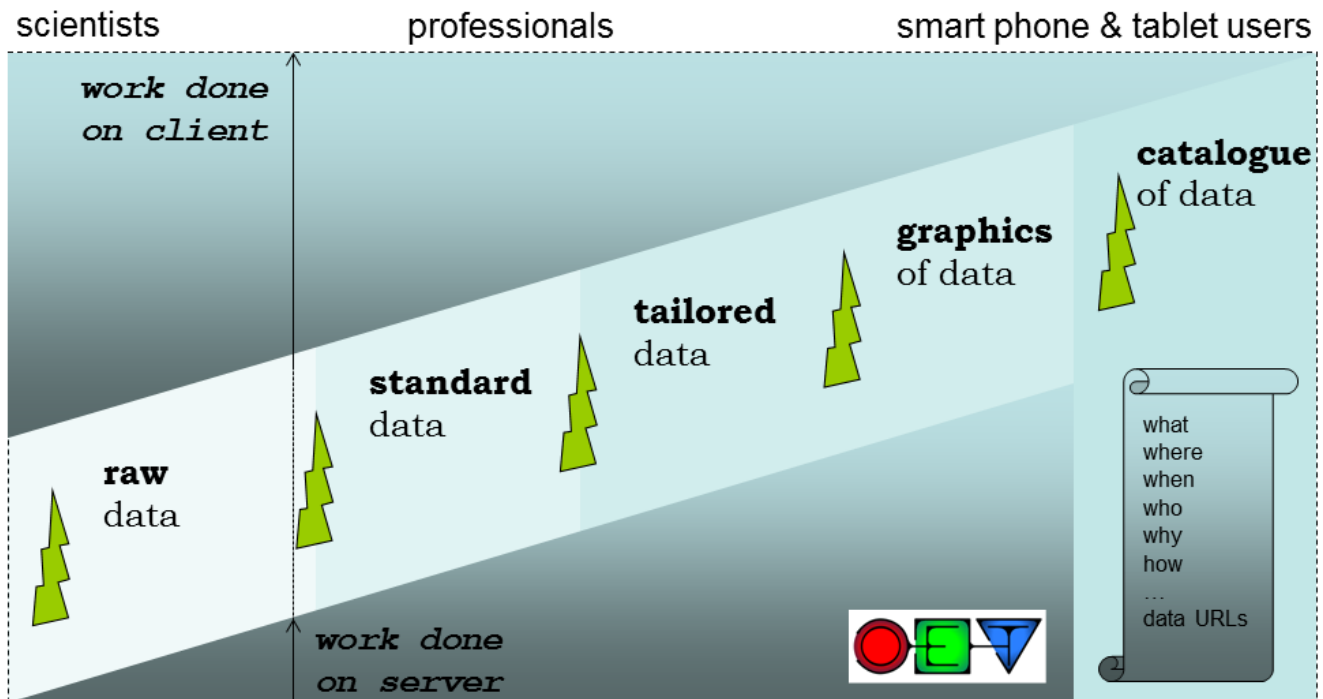 scientists
professionals
smart phone & tablet users
work done
on client
catalogue
of data
graphics
of data
tailored
data
standard
data
raw
data
what
where
when
who
why
how
...
data URLs
work done
on server